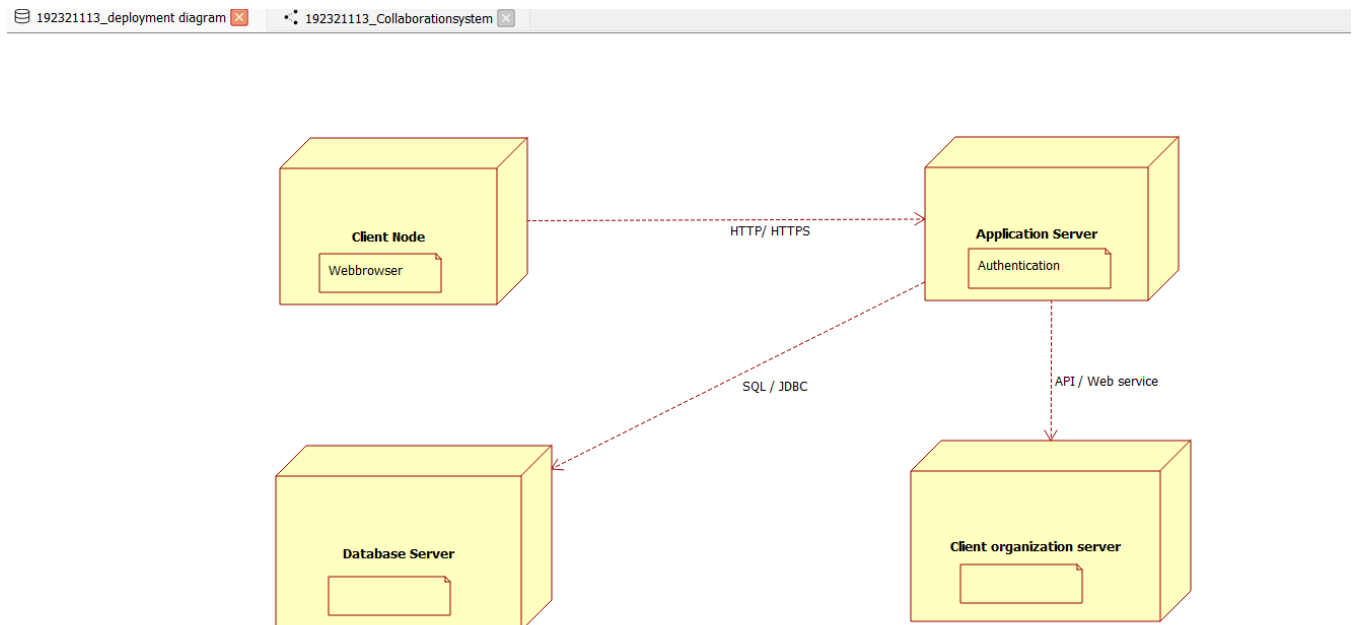 192321113_deployment diagram
192321113_Collaborationsystem
Client Node
Webbrowser
HTTP/ HTTPS
Application Server
Authentication
SQL / JDBC
API / Web service
Database Server
Client organization server